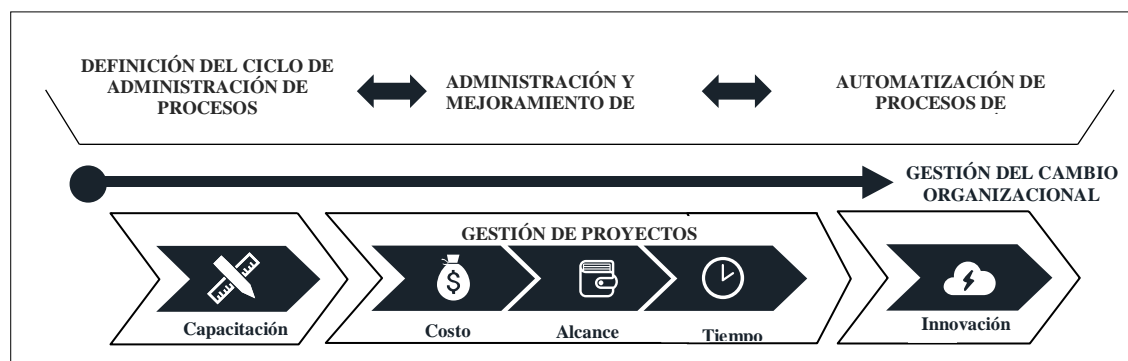 DEFINICIÓN DEL CICLO DE
ADMINISTRACIÓN DE
PROCESOS
ADMINISTRACIÓN Y
MEJORAMIENTO DE
AUTOMATIZACIÓN DE
PROCESOS DE
GESTIÓN DEL CAMBIO
ORGANIZACIONAL
GESTIÓN DE PROYECTOS
Capacitación
Costo
Alcance
Tiempo
Innovación